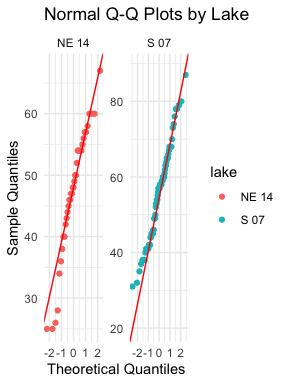 Normal Q-Q Plots by Lake
NE 14
S 07
60
50
40
30
80
60
40
20
-2 -1 0 1 2
-2 -1 0 1 2
Sample Quantiles
Theoretical Quantiles
lake
NE 14
S 07